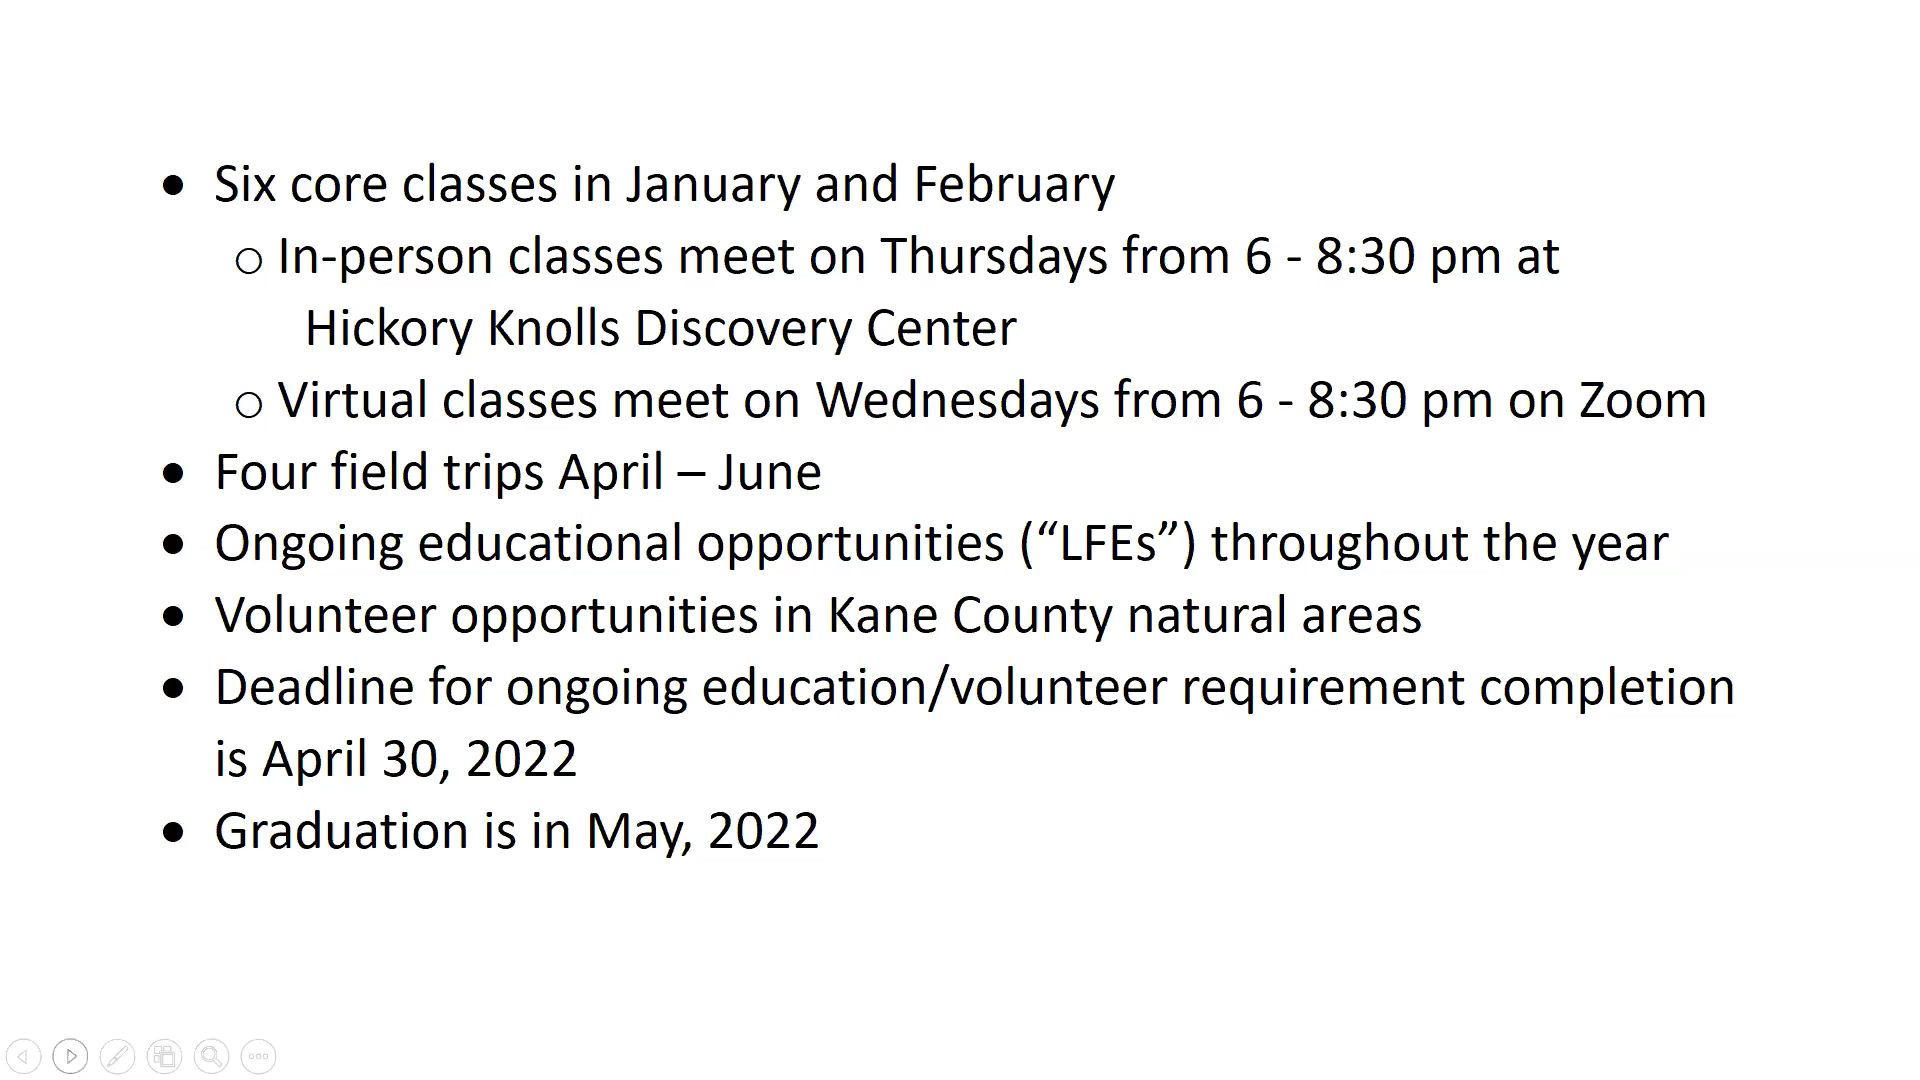 • Six core classes in January and February
○ In-person classes meet on Thursdays from 6 - 8:30 pm at
Hickory Knolls Discovery Center
○ Virtual classes meet on Wednesdays from 6 - 8:30 pm on Zoom
• Four field trips April – June
• Ongoing educational opportunities (“LFEs”) throughout the year
• Volunteer opportunities in Kane County natural areas
• Deadline for ongoing education/volunteer requirement completion
is April 30, 2022
• Graduation is in May, 2022